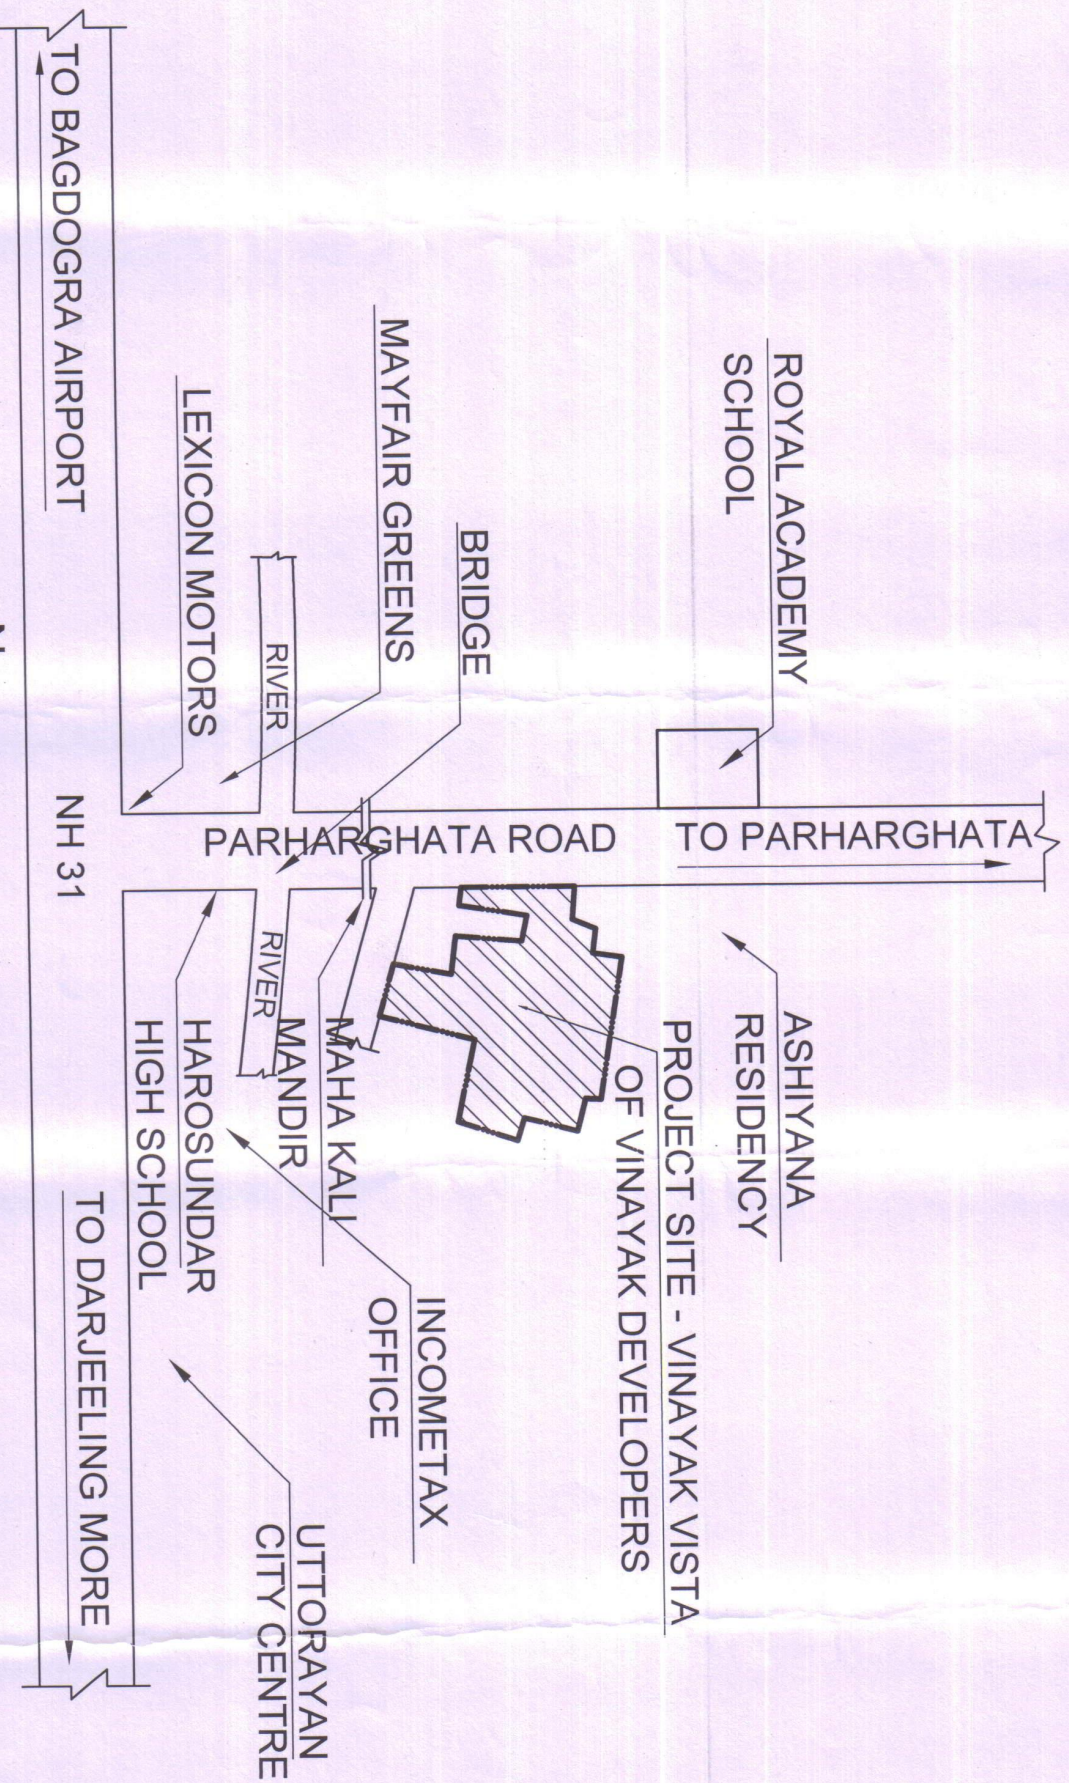 ROYAL ACADEMY
SCHOOL
ASHIYANA
RESIDENCY
TO PARHARGHATA
PARHARGHATA ROAD
PROJECT SITE - VINAYAK VISTA
OF VINAYAK DEVELOPERS
BRIDGE
MAYFAIR GREENS
INCOMETAX
OFFICE
MAHA KALI
MANDIR
RIVER
RIVER
UTTORAYAN
CITY CENTRE
LEXICON MOTORS
HAROSUNDAR
HIGH SCHOOL
TO BAGDOGRA AIRPORT
NH 31
TO DARJEELING MORE